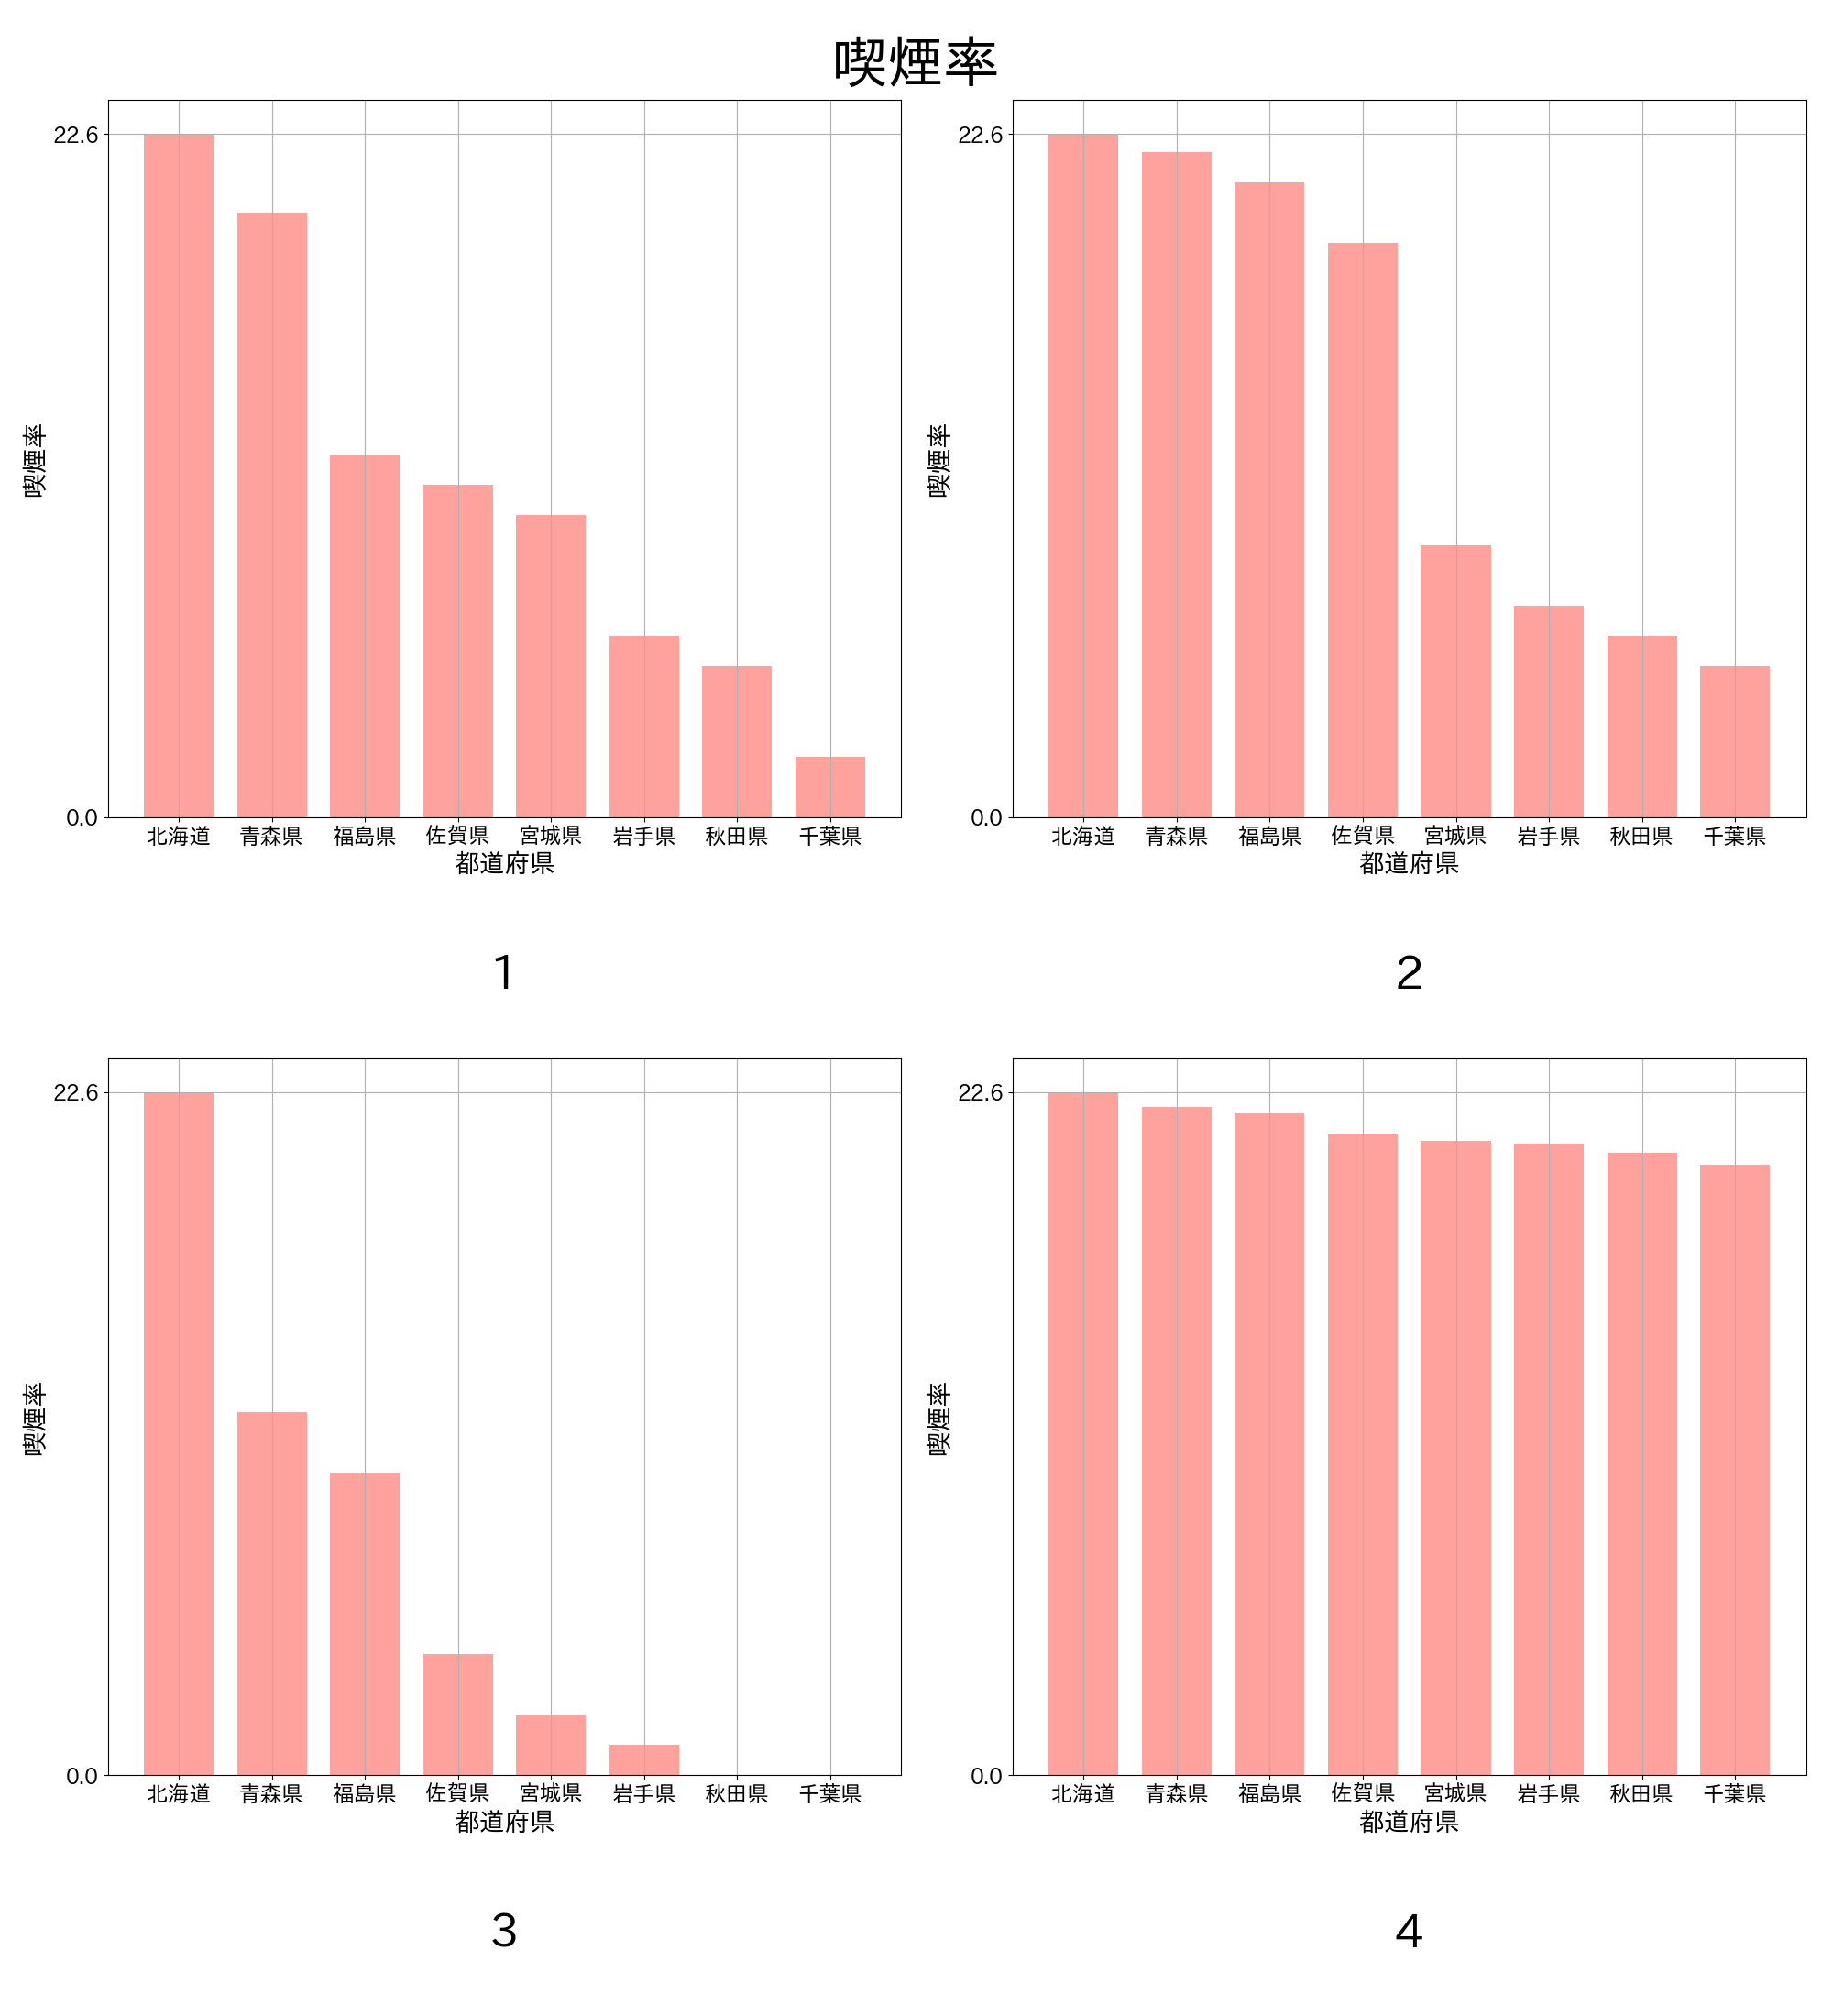 喫煙率
22.6
0.0
喫煙率
北海道 青森県 福島県 佐賀県 宮城県 岩手県 秋田県 千葉県
都道府県
1
22.6
0.0
喫煙率
北海道 青森県 福島県 佐賀県 宮城県 岩手県 秋田県 千葉県
都道府県
2
22.6
0.0
喫煙率
北海道 青森県 福島県 佐賀県 宮城県 岩手県 秋田県 千葉県
都道府県
3
22.6
0.0
喫煙率
北海道 青森県 福島県 佐賀県 宮城県 岩手県 秋田県 千葉県
都道府県
4